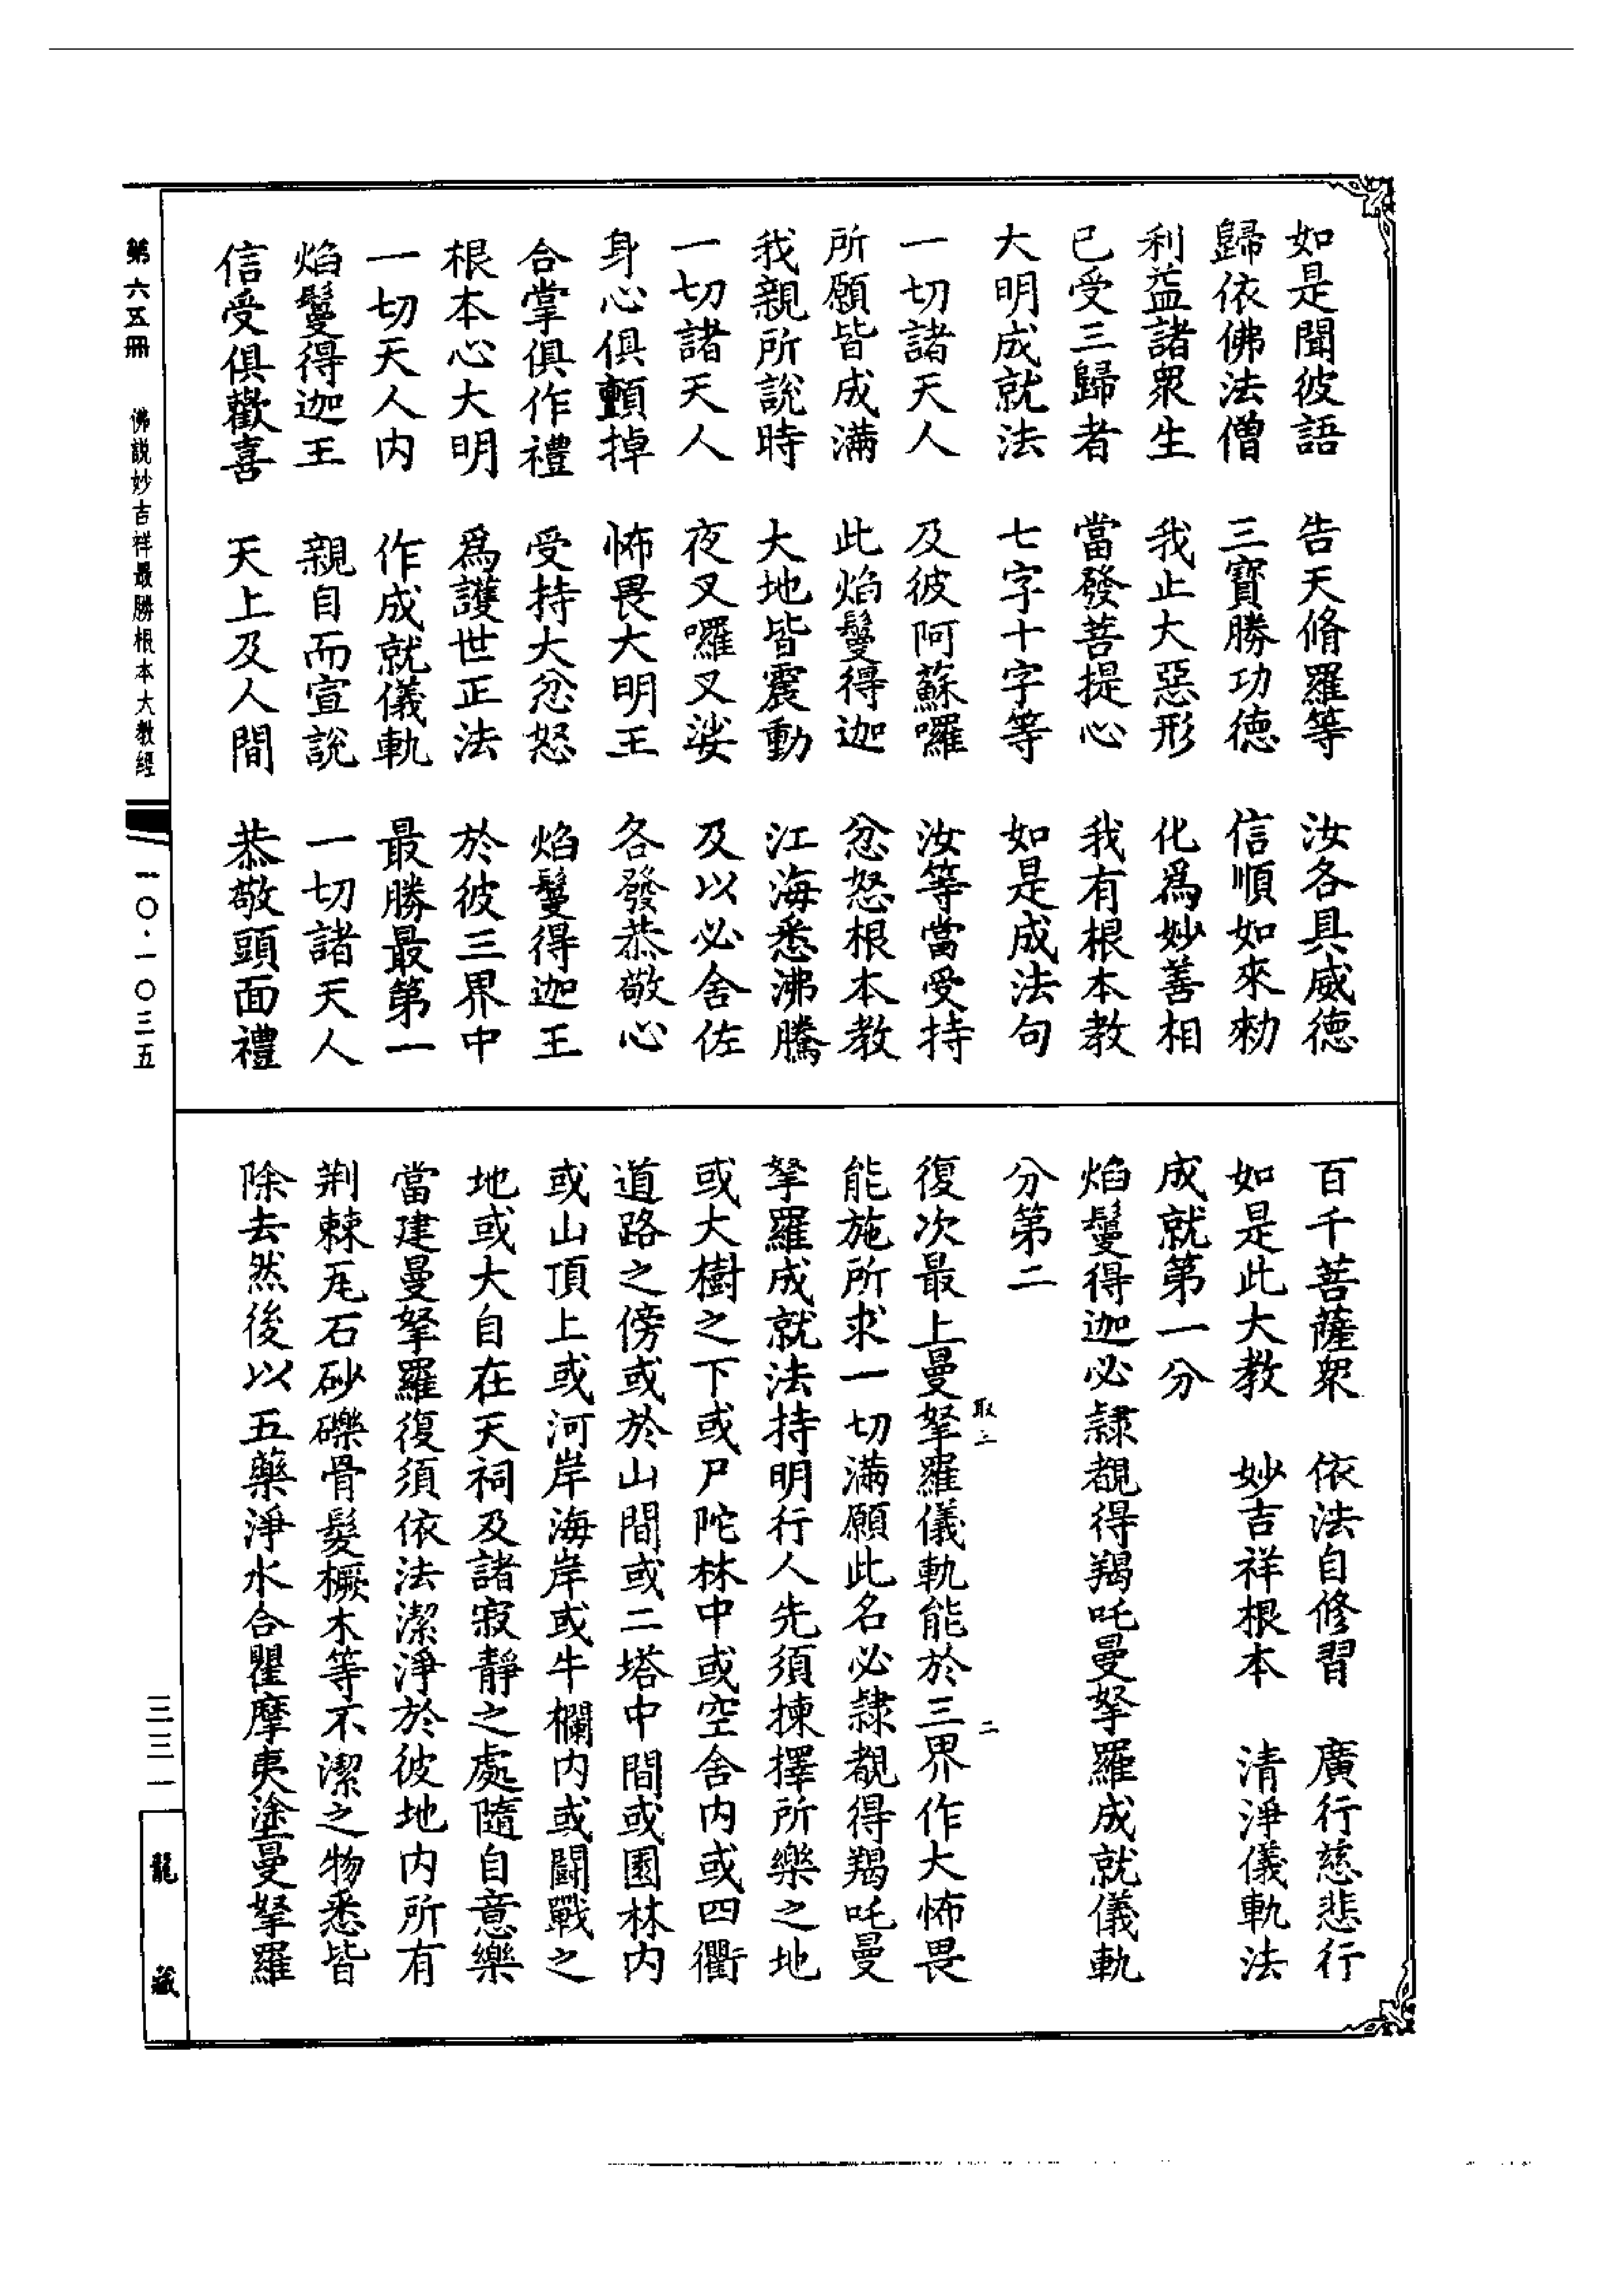 如是聞彼語　告天脩羅等　汝各具威德
歸依佛法僧　三寶勝功德　信順如來勑
利益諸衆生　我止大惡形　化爲妙善相
已受三歸者　當發菩提心　我有根本教
大明成就法　七字十字等　如是成法句
一切諸天人　及彼阿蘇囉　汝等當受持
所願皆成滿　此焰鬘得迦　忿怒根本教
我親所說時　大地皆震動　江海悉沸騰
一切諸天人　夜叉囉叉娑　及以必舍佐
身心俱顫掉　怖畏大明王　各發恭敬心
合掌俱作禮　受持大忿怒　焰鬘得迦王
根本心大明　爲護世正法　於彼三界中
一切天人內　作成就儀軌　最勝最第一
焰鬘得迦王　親自而宣說　一切諸天人
信受俱歡喜　天上及人間　恭敬頭面禮
百千菩薩衆　依法自修習　廣行慈悲行
如是此大教　妙吉祥根本　清淨儀軌法
成就第一分
焰鬘得迦必隸覩得羯吒曼拏羅成就儀軌
分第二
取三　二
復次最上曼拏羅儀軌能於三界作大怖畏
能施所求一切滿願此名必隸覩得羯吒曼
拏羅成就法持明行人先須揀擇所樂之地
或大樹之下或尸陀林中或空舍內或四衢
道路之傍或於山間或二塔中間或園林內
或山頂上或河岸海岸或牛欄內或鬪戰之
地或大自在天祠及諸寂靜之處隨自意樂
當建曼拏羅復須依法潔淨於彼地內所有
荆棘瓦石砂礫骨髮橛木等不潔之物悉皆
除去然後以五藥淨水合瞿摩夷塗曼拏羅
第六五冊　佛說妙吉祥最勝根本大教經　一〇·一〇三五
三三一
龍藏